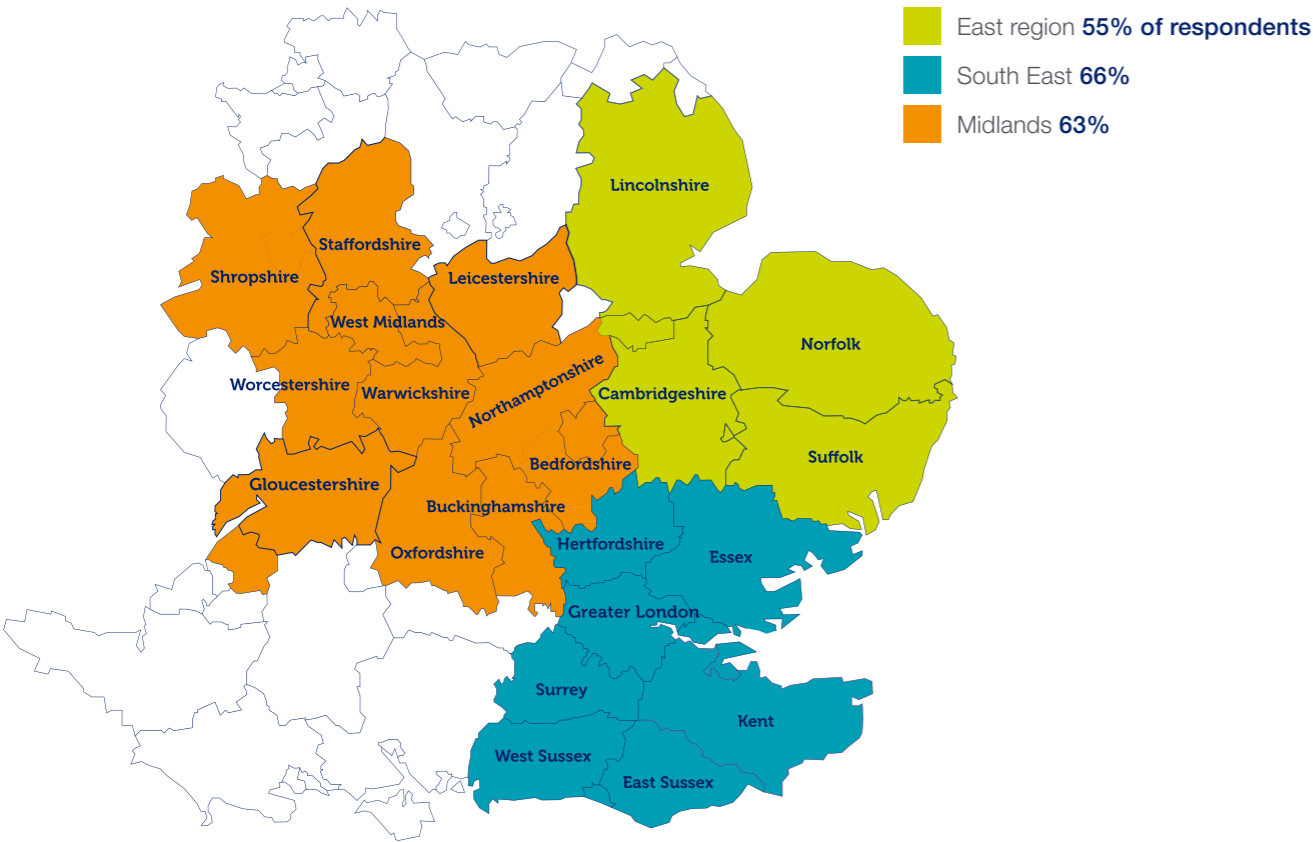 East region 55% of respondents
South East 66%
Midlands 63%
Lincolnshire
Staffordshire
Shropshire
Leicestershire
West Midlands
Norfolk
Worcestershire
Warwickshire
Northamptonshire
Cambridgeshire
Suffolk
Bedfordshire
Gloucestershire
Buckinghamshire
Hertfordshire
Oxfordshire
Essex
Greater London
Surrey
Kent
West Sussex
East Sussex